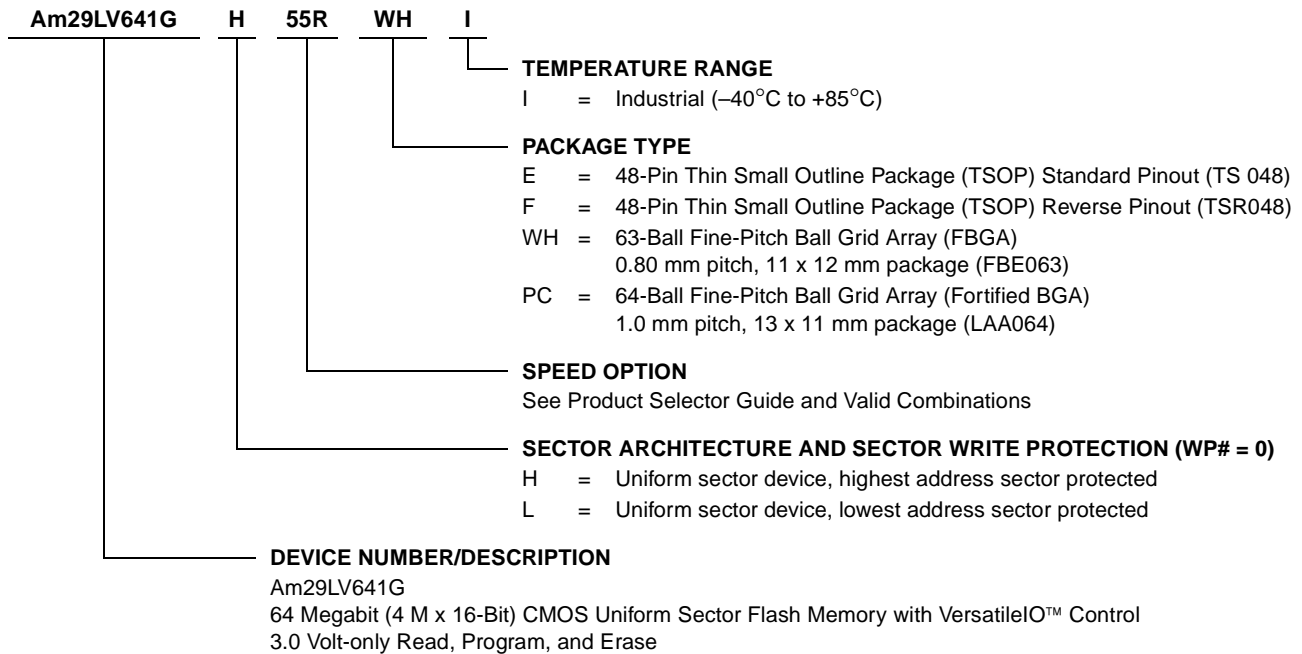 Am29LV641G H 55R WH I
TEMPERATURE RANGE
I = Industrial (–40°C to +85°C)
PACKAGE TYPE
E = 48-Pin Thin Small Outline Package (TSOP) Standard Pinout (TS 048)
F = 48-Pin Thin Small Outline Package (TSOP) Reverse Pinout (TSR048)
WH = 63-Ball Fine-Pitch Ball Grid Array (FBGA)
0.80 mm pitch, 11 x 12 mm package (FBE063)
PC = 64-Ball Fine-Pitch Ball Grid Array (Fortified BGA)
1.0 mm pitch, 13 x 11 mm package (LAA064)
SPEED OPTION
See Product Selector Guide and Valid Combinations
SECTOR ARCHITECTURE AND SECTOR WRITE PROTECTION (WP# = 0)
H = Uniform sector device, highest address sector protected
L = Uniform sector device, lowest address sector protected
DEVICE NUMBER/DESCRIPTION
Am29LV641G
64 Megabit (4 M x 16-Bit) CMOS Uniform Sector Flash Memory with VersatileIO™ Control
3.0 Volt-only Read, Program, and Erase